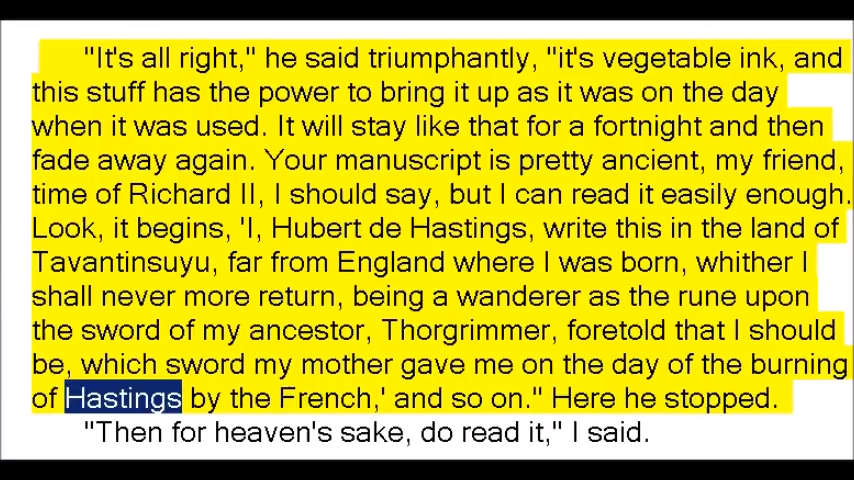 "It's all right," he said triumphantly, "it's vegetable ink, and
this stuff has the power to bring it up as it was on the day
when it was used. It will stay like that for a fortnight and then
fade away again. Your manuscript is pretty ancient, my friend,
time of Richard II, I should say, but I can read it easily enough.
Look, it begins, 'I, Hubert de Hastings, write this in the land of
Tavantinsuyu, far from England where I was born, whither I
shall never more return, being a wanderer as the rune upon
the sword of my ancestor, Thorgrimmer, foretold that I should
be, which sword my mother gave me on the day of the burning
of Hastings by the French,' and so on." Here he stopped.
"Then for heaven's sake, do read it," I said.